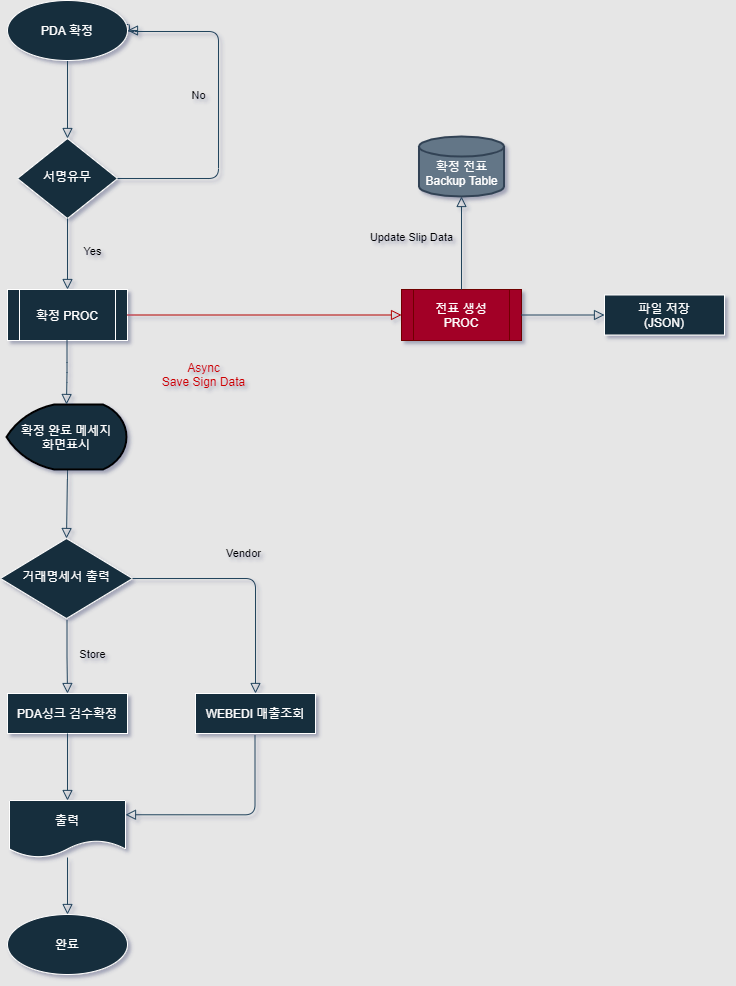 PDA 확정
No
서명유무
확정 전표
Backup Table
Update Slip Data
Yes
확정 PROC
전표 생성
PROC
파일 저장
(JSON)
Async
Save Sign Data
확정 완료 메세지
화면표시
Vendor
거래명세서 출력
Store
PDA싱크 검수확정
WEBEDI 매출조회
출력
완료